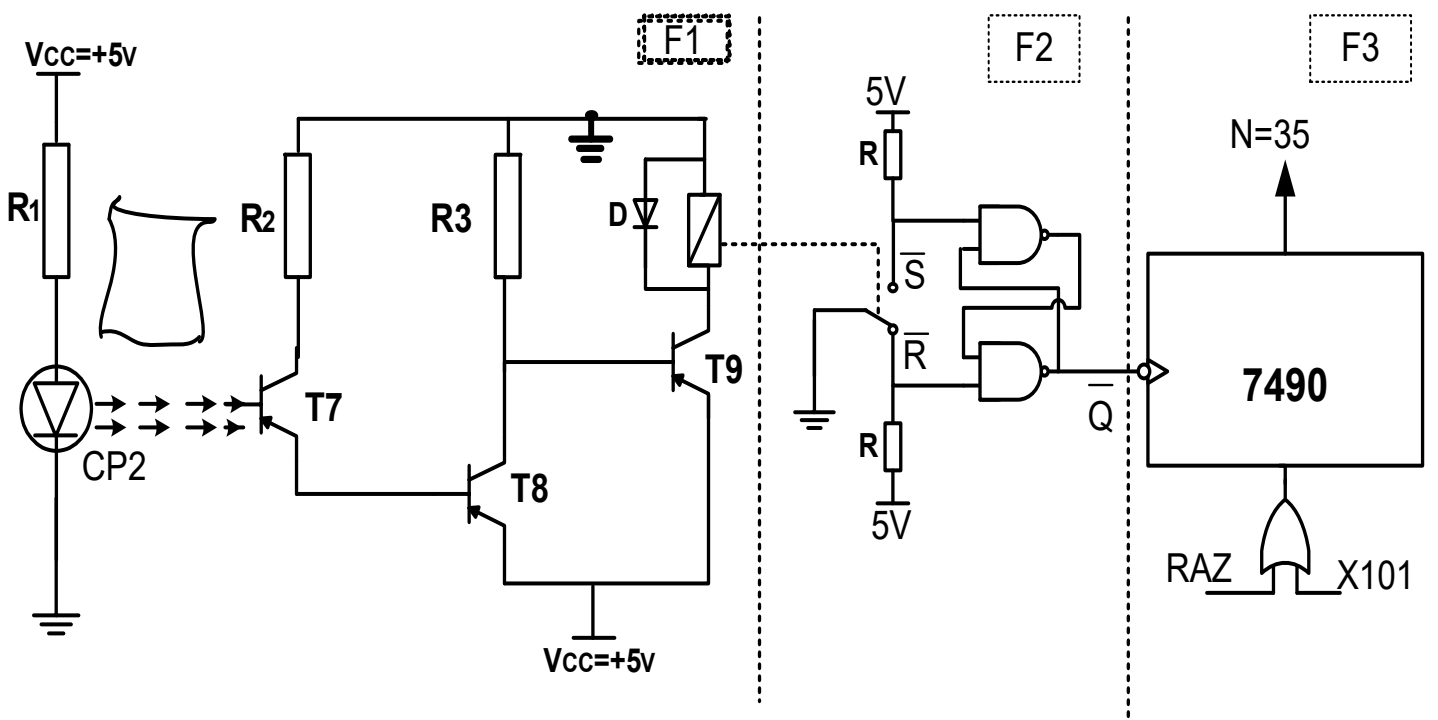 F1
F2
F3
Vcc=+5v
5V
N=35
R
R1
R2
R3
D
S̅
R̅
T9
7490
T7
Q̅
CP2
R
T8
5V
RAZ
X101
Vcc=+5v